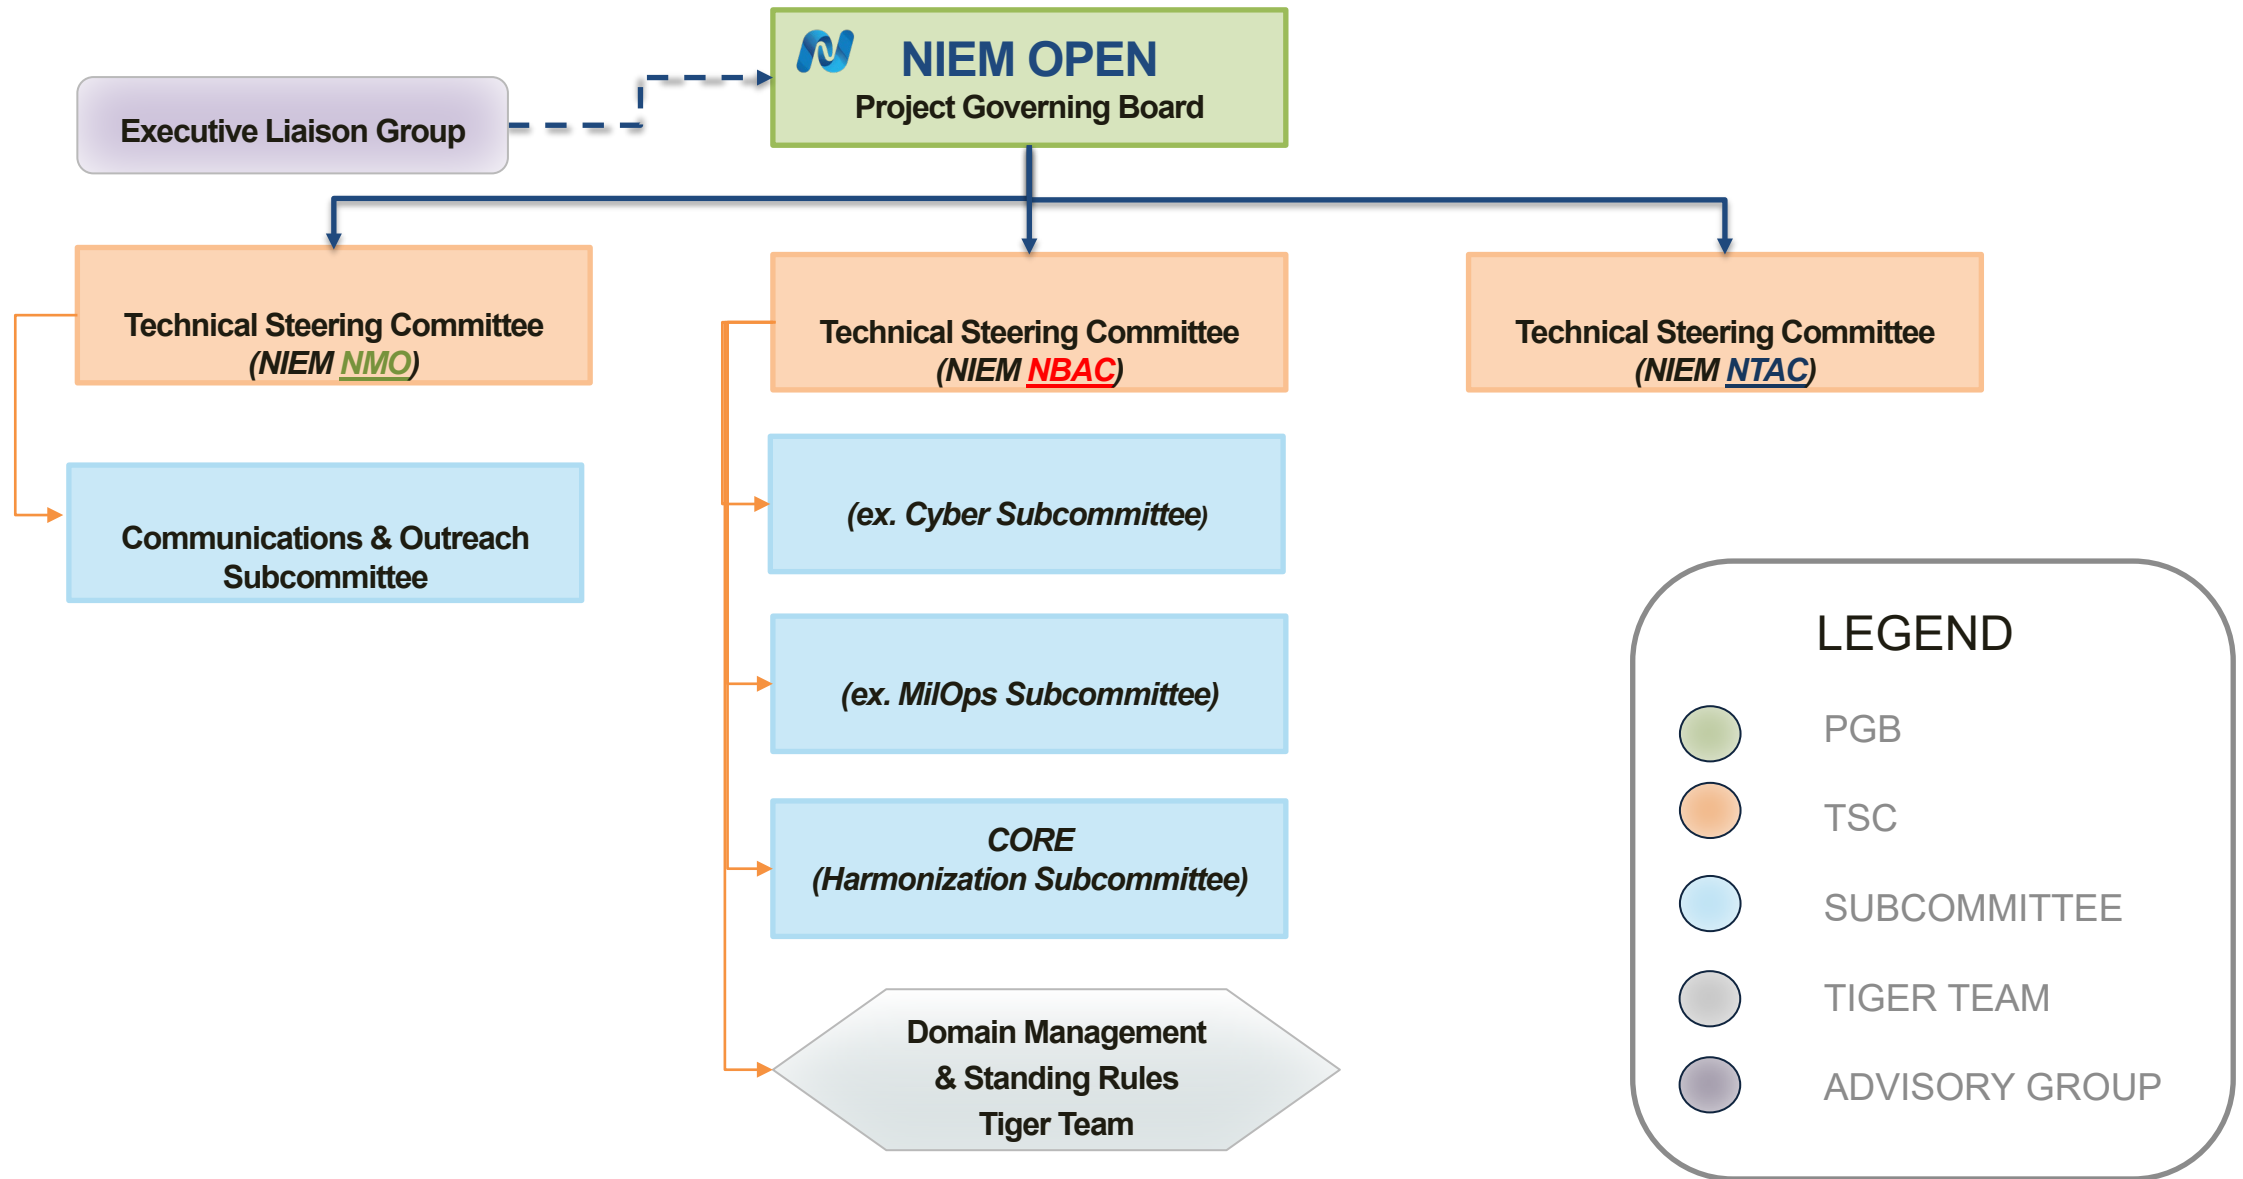 NIEM OPEN
Project Governing Board
Executive Liaison Group
Technical Steering Committee
(NIEM NMO)
Technical Steering Committee
(NIEM NBAC)
Technical Steering Committee
(NIEM NTAC)
Communications & Outreach
Subcommittee
(ex. Cyber Subcommittee)
(ex. MilOps Subcommittee)
CORE
(Harmonization Subcommittee)
Domain Management
& Standing Rules
Tiger Team
LEGEND
PGB
TSC
SUBCOMMITTEE
TIGER TEAM
ADVISORY GROUP